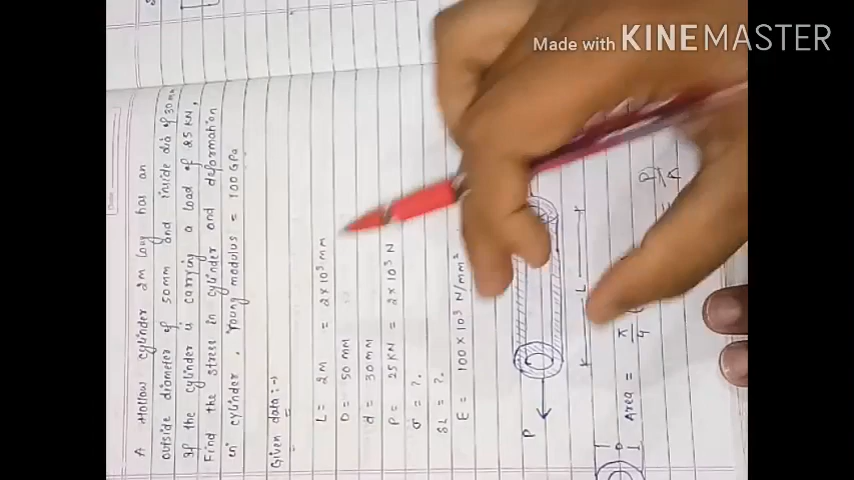 Made with KINEMASTER
A Hollow cylinder 2m long has an
outside diameter of 50mm and inside dia of 30mm
If the cylinder is carrying a load of 25 KN,
Find the stress in cylinder and deformation
in cylinder, Young modulus = 100 GPa
Given data:-
L = 2M = 2 x 10³ MM
D = 50 MM
d = 30 MM
P = 25 KN = 2 x 10³ N
σ = ?.
δL = ?.
E = 100 x 10³ N/mm²
P
L
Area = π/4
P/A
D